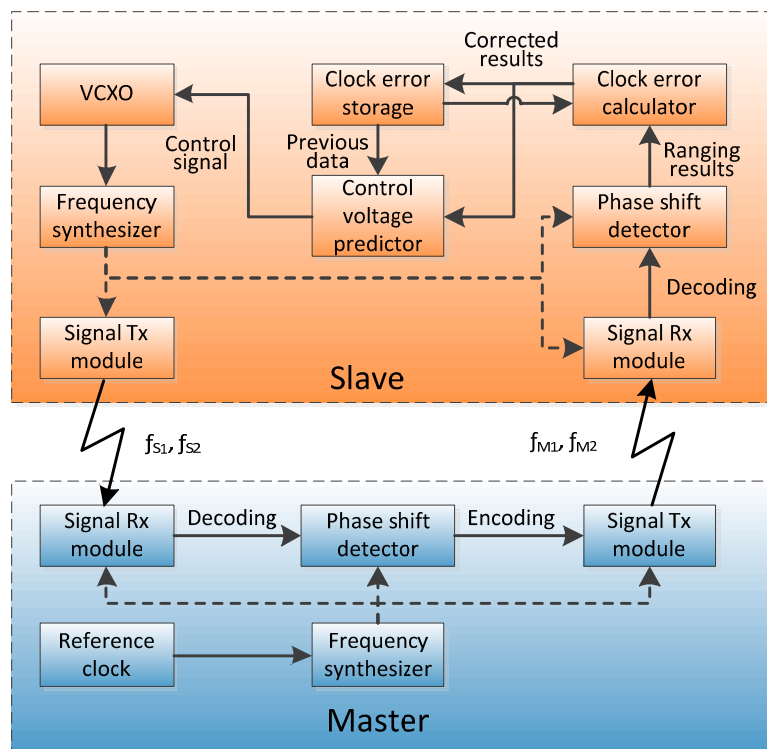 Corrected
results
VCXO
Clock error
storage
Clock error
calculator
Control
signal
Previous
data
Ranging
results
Frequency
synthesizer
Control
voltage
predictor
Phase shift
detector
Decoding
Signal Tx
module
Signal Rx
module
Slave
fS1, fS2
fM1, fM2
Signal Rx
module
Decoding
Phase shift
detector
Encoding
Signal Tx
module
Reference
clock
Frequency
synthesizer
Master